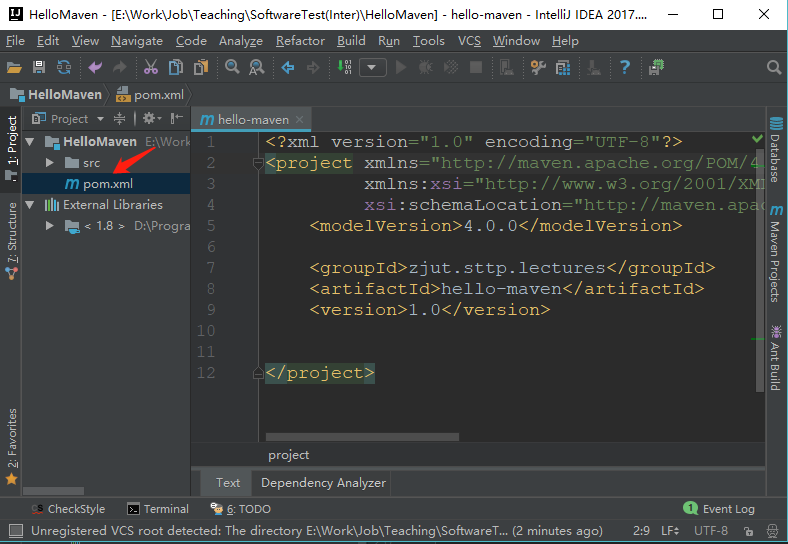 HelloMaven - [E:\Work\Job\Teaching\SoftwareTest(Inter)\HelloMaven] - hello-maven - IntelliJ IDEA 2017....
File Edit View Navigate Code Analyze Refactor Build Run Tools VCS Window Help
HelloMaven pom.xml
1: Project
7: Structure
2: Favorites
Project
HelloMaven E:\Work
src
pom.xml
External Libraries
< 1.8 > D:\Progra
hello-maven
1 <?xml version="1.0" encoding="UTF-8"?>
2 <project xmlns="http://maven.apache.org/POM/4
3 xmlns:xsi="http://www.w3.org/2001/XM
4 xsi:schemaLocation="http://maven.apac
5 <modelVersion>4.0.0</modelVersion>
6
7 <groupId>zjut.sttp.lectures</groupId>
8 <artifactId>hello-maven</artifactId>
9 <version>1.0</version>
10
11
12 </project>
project
Text Dependency Analyzer
Database
Maven Projects
Ant Build
CheckStyle Terminal 6: TODO 1 Event Log
Unregistered VCS root detected: The directory E:\Work\Job\Teaching\SoftwareT... (2 minutes ago) 2:9 LF UTF-8